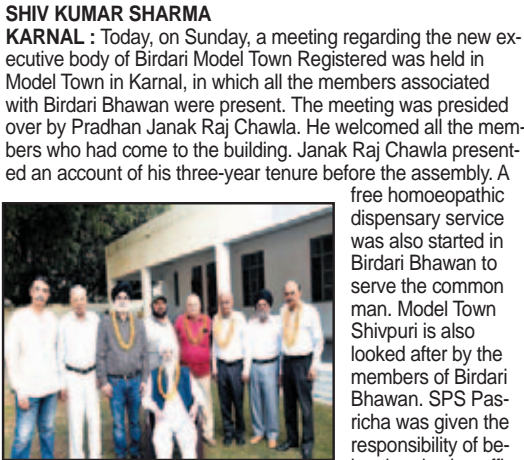 SHIV KUMAR SHARMA
KARNAL : Today, on Sunday, a meeting regarding the new ex-
ecutive body of Birdari Model Town Registered was held in
Model Town in Karnal, in which all the members associated
with Birdari Bhawan were present. The meeting was presided
over by Pradhan Janak Raj Chawla. He welcomed all the mem-
bers who had come to the building. Janak Raj Chawla present-
ed an account of his three-year tenure before the assembly. A
free homoeopathic
dispensary service
was also started in
Birdari Bhawan to
serve the common
man. Model Town
Shivpuri is also
looked after by the
members of Birdari
Bhawan. SPS Pas-
richa was given the
responsibility of be-